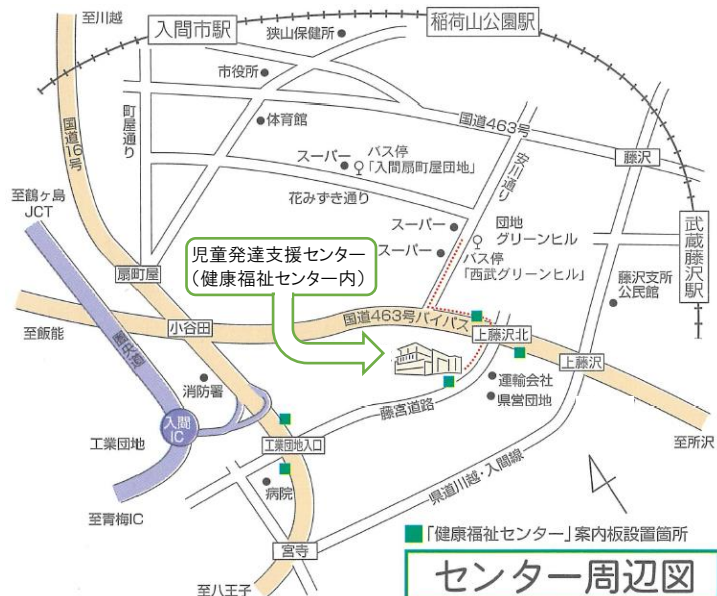 至川越
入間市駅
稲荷山公園駅
狭山保健所
市役所
町屋通り
体育館
国道16号
国道463号
スーパー
バス停
「入間扇町屋団地」
安川通り
藤沢
花みずき通り
至鶴ヶ島
JCT
スーパー
団地
グリーンヒル
スーパー
バス停
「西武グリーンヒル」
武蔵藤沢駅
児童発達支援センター
(健康福祉センター内)
扇町屋
藤沢支所
公民館
国道463号バイパス
小谷田
上藤沢北
至飯能
圏央道
上藤沢
消防署
運輸会社
県営団地
藤宮道路
入間
IC
工業団地
工業団地入口
至所沢
県道川越・入間線
病院
至青梅IC
宮寺
「健康福祉センター」案内板設置箇所
センター周辺図
至八王子